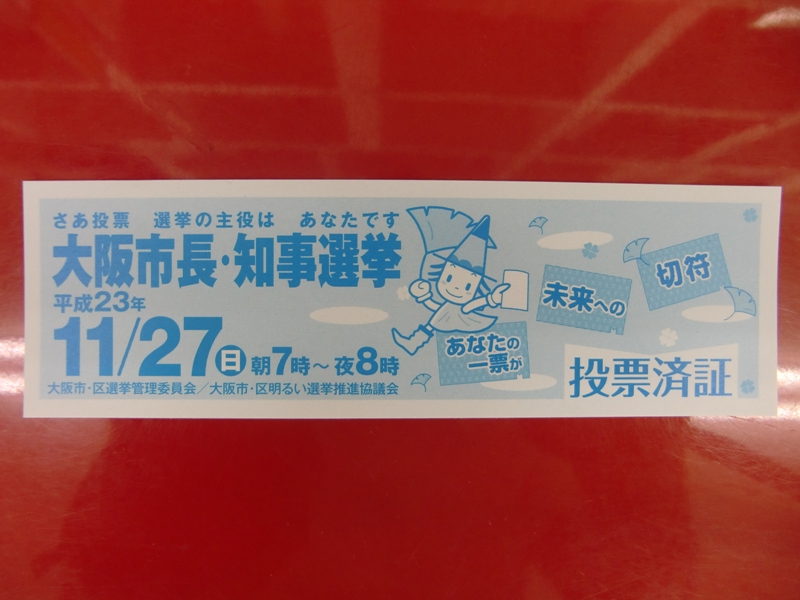 さあ投票　選挙の主役は　あなたです
大阪市長・知事選挙
平成23年
11/27(日)朝7時～夜8時
大阪市・区選挙管理委員会／大阪市・区明るい選挙推進協議会
あなたの
一票が
未来への
切符
投票済証